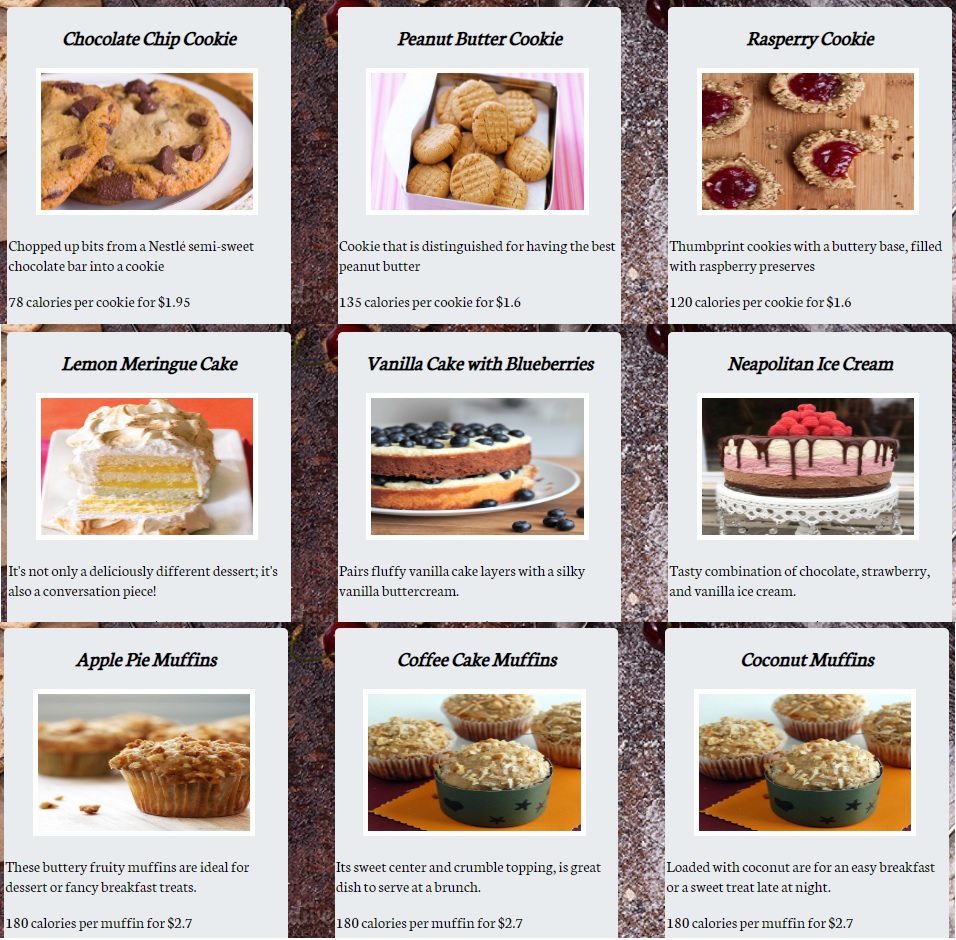 Chocolate Chip Cookie
Peanut Butter Cookie
Rasperry Cookie
Chopped up bits from a Nestlé semi-sweet
chocolate bar into a cookie
Cookie that is distinguished for having the best
peanut butter
Thumbprint cookies with a buttery base, filled
with raspberry preserves
78 calories per cookie for $1.95
135 calories per cookie for $1.6
120 calories per cookie for $1.6
Lemon Meringue Cake
Vanilla Cake with Blueberries
Neapolitan Ice Cream
It's not only a deliciously different dessert; it's
also a conversation piece!
Pairs fluffy vanilla cake layers with a silky
vanilla buttercream.
Tasty combination of chocolate, strawberry,
and vanilla ice cream.
Apple Pie Muffins
Coffee Cake Muffins
Coconut Muffins
These buttery fruity muffins are ideal for
dessert or fancy breakfast treats.
Its sweet center and crumble topping, is great
dish to serve at a brunch.
Loaded with coconut are for an easy breakfast
or a sweet treat late at night.
180 calories per muffin for $2.7
180 calories per muffin for $2.7
180 calories per muffin for $2.7